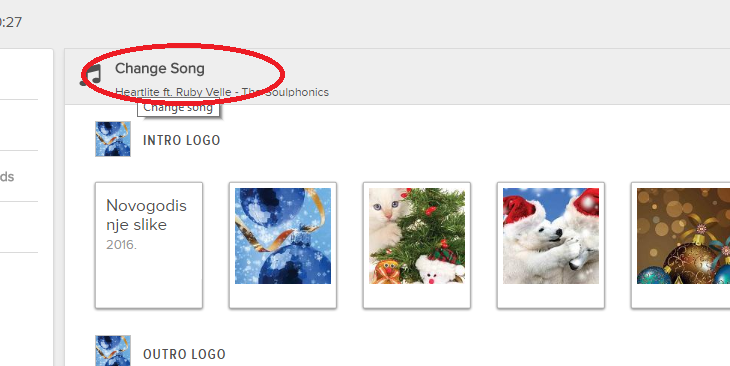 0:27
Change Song
Heartlite ft. Ruby Velle - The Soulphonics
Change song
INTRO LOGO
ds
Novogodis
nje slike
2016.
OUTRO LOGO